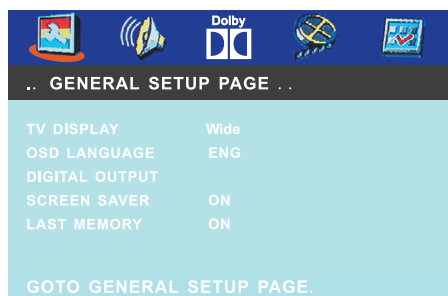 Dolby
.. GENERAL SETUP PAGE ..
TV DISPLAY Wide
OSD LANGUAGE ENG
DIGITAL OUTPUT
SCREEN SAVER ON
LAST MEMORY ON
GOTO GENERAL SETUP PAGE.